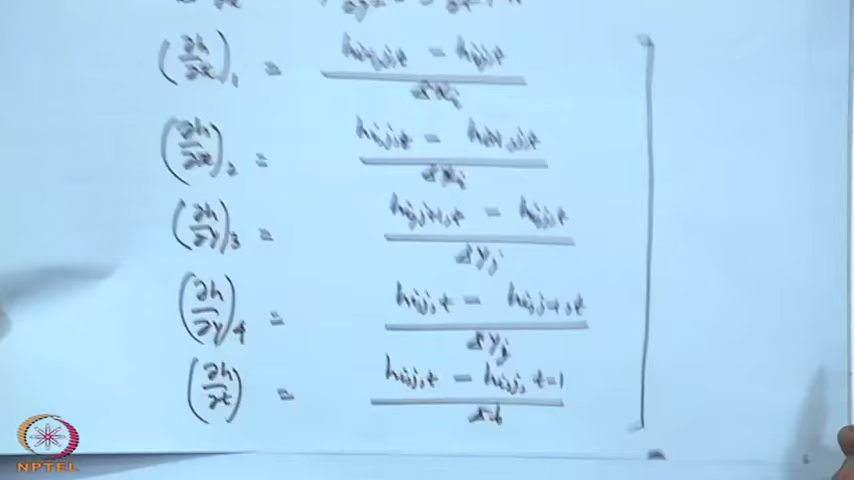 (∂h/∂x)₁ = (h_{i+1,j,t} − h_{i,j,t}) / Δx_i
(∂h/∂x)₂ = (h_{i,j,t} − h_{i-1,j,t}) / Δx_i
(∂h/∂y)₃ = (h_{i,j+1,t} − h_{i,j,t}) / Δy_j
(∂h/∂y)₄ = (h_{i,j,t} − h_{i,j-1,t}) / Δy_j
(∂h/∂t) = (h_{i,j,t} − h_{i,j,t-1}) / Δt
NPTEL